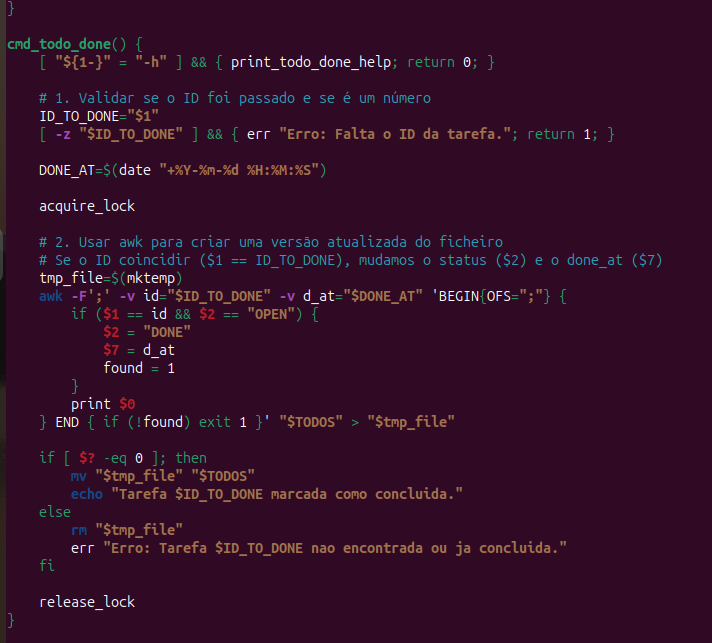 }
cmd_todo_done() {
    [ "${1-}" = "-h" ] && { print_todo_done_help; return 0; }
    # 1. Validar se o ID foi passado e se é um número
    ID_TO_DONE="$1"
    [ -z "$ID_TO_DONE" ] && { err "Erro: Falta o ID da tarefa."; return 1; }
    DONE_AT=$(date "+%Y-%m-%d %H:%M:%S")
    acquire_lock
    # 2. Usar awk para criar uma versão atualizada do ficheiro
    # Se o ID coincidir ($1 == ID_TO_DONE), mudamos o status ($2) e o done_at ($7)
    tmp_file=$(mktemp)
    awk -F';' -v id="$ID_TO_DONE" -v d_at="$DONE_AT" 'BEGIN{OFS=";"} {
        if ($1 == id && $2 == "OPEN") {
            $2 = "DONE"
            $7 = d_at
            found = 1
        }
        print $0
    } END { if (!found) exit 1 }' "$TODOS" > "$tmp_file"
    if [ $? -eq 0 ]; then
        mv "$tmp_file" "$TODOS"
        echo "Tarefa $ID_TO_DONE marcada como concluida."
    else
        rm "$tmp_file"
        err "Erro: Tarefa $ID_TO_DONE nao encontrada ou ja concluida."
    fi
    release_lock
}